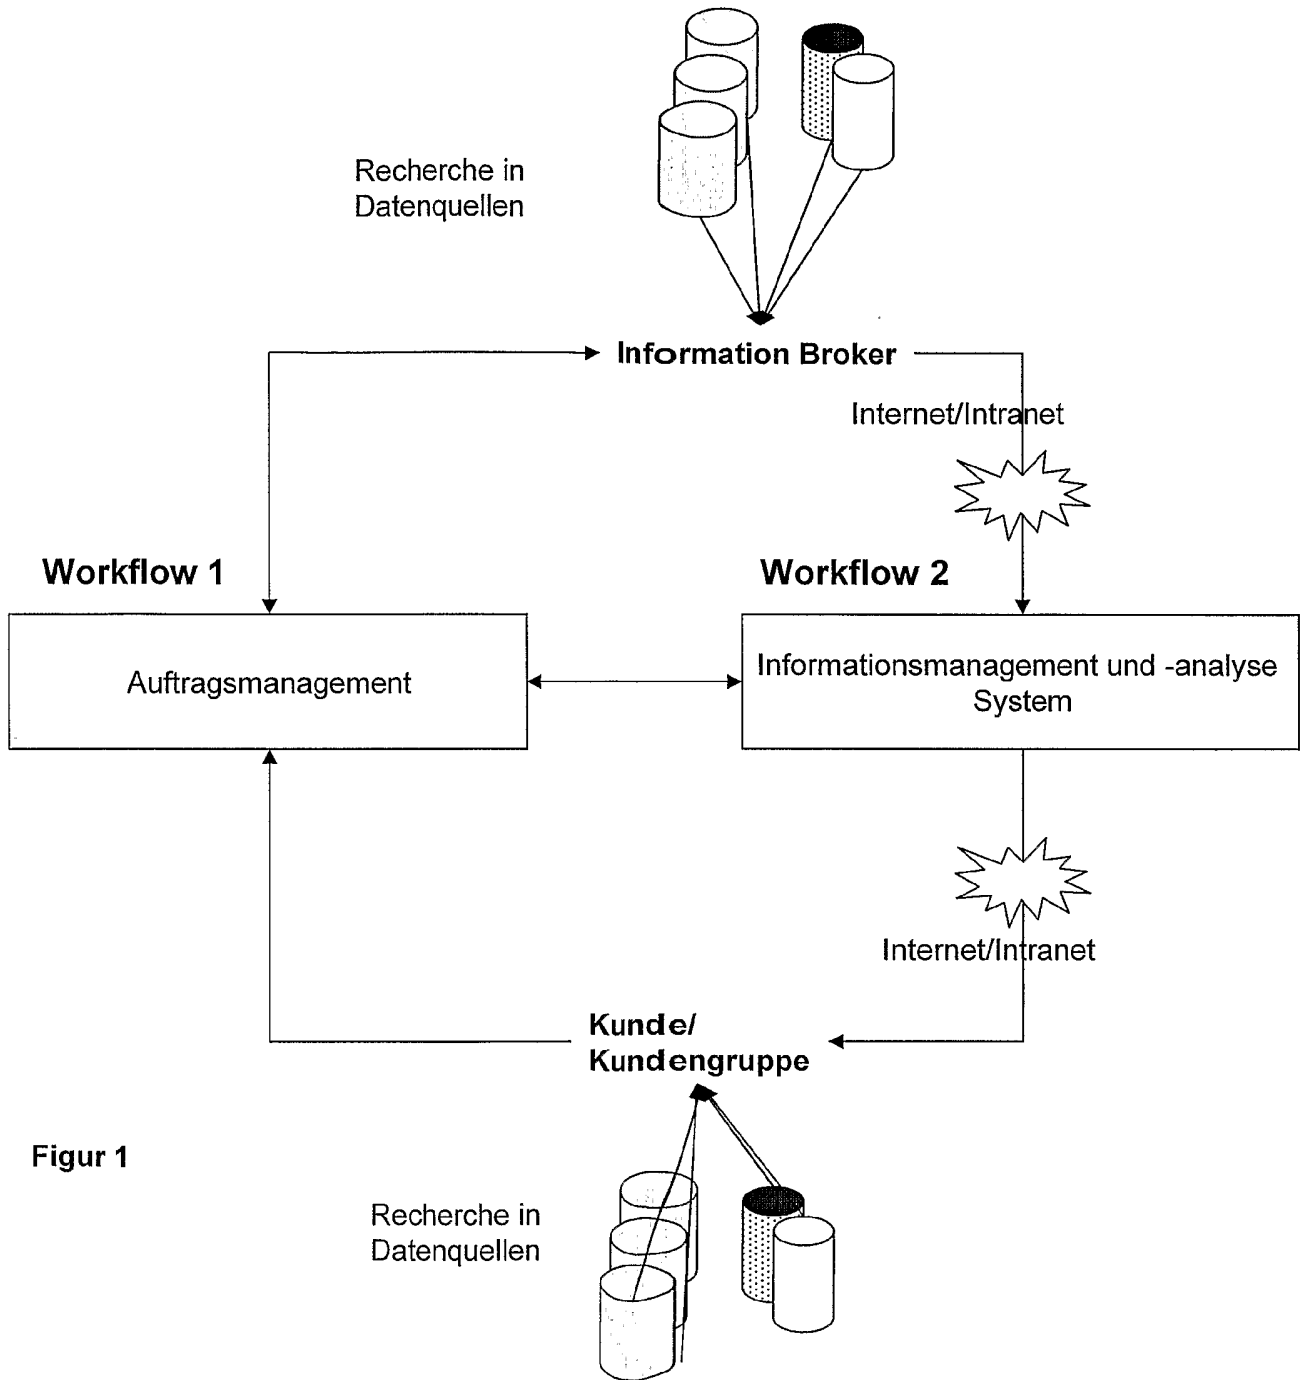 Recherche in
Datenquellen
Information Broker
Internet/Intranet
Workflow 1
Workflow 2
Auftragsmanagement
Informationsmanagement und -analyse
System
Internet/Intranet
Kunde/
Kundengruppe
Figur 1
Recherche in
Datenquellen